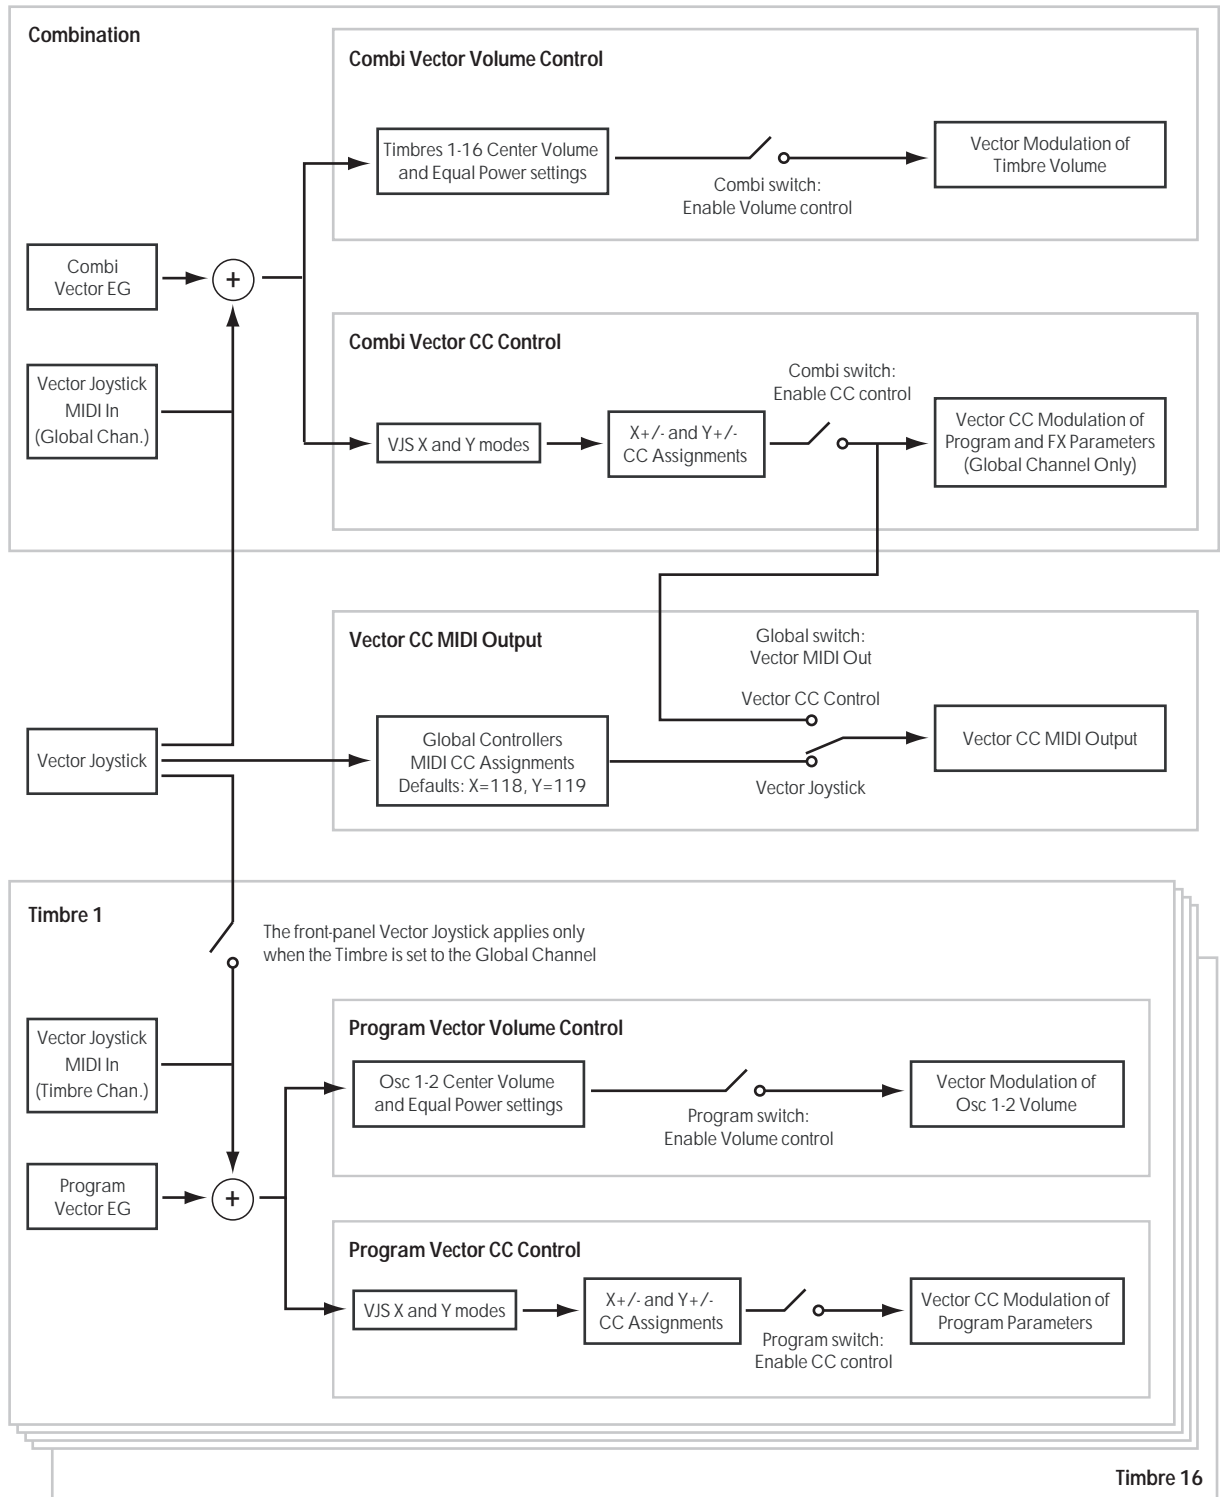 Combination
Combi Vector Volume Control
Timbres 1-16 Center Volume
and Equal Power settings
Combi switch:
Enable Volume control
Vector Modulation of
Timbre Volume
Combi
Vector EG
+
Vector Joystick
MIDI In
(Global Chan.)
Combi Vector CC Control
VJS X and Y modes
X+/- and Y+/-
CC Assignments
Combi switch:
Enable CC control
Vector CC Modulation of
Program and FX Parameters
(Global Channel Only)
Vector CC MIDI Output
Global switch:
Vector MIDI Out
Vector CC Control
Vector Joystick
Global Controllers
MIDI CC Assignments
Defaults: X=118, Y=119
Vector Joystick
Vector CC MIDI Output
Timbre 1
The front-panel Vector Joystick applies only
when the Timbre is set to the Global Channel
Vector Joystick
MIDI In
(Timbre Chan.)
Program
Vector EG
+
Program Vector Volume Control
Osc 1-2 Center Volume
and Equal Power settings
Program switch:
Enable Volume control
Vector Modulation of
Osc 1-2 Volume
Program Vector CC Control
VJS X and Y modes
X+/- and Y+/-
CC Assignments
Program switch:
Enable CC control
Vector CC Modulation of
Program Parameters
Timbre 16